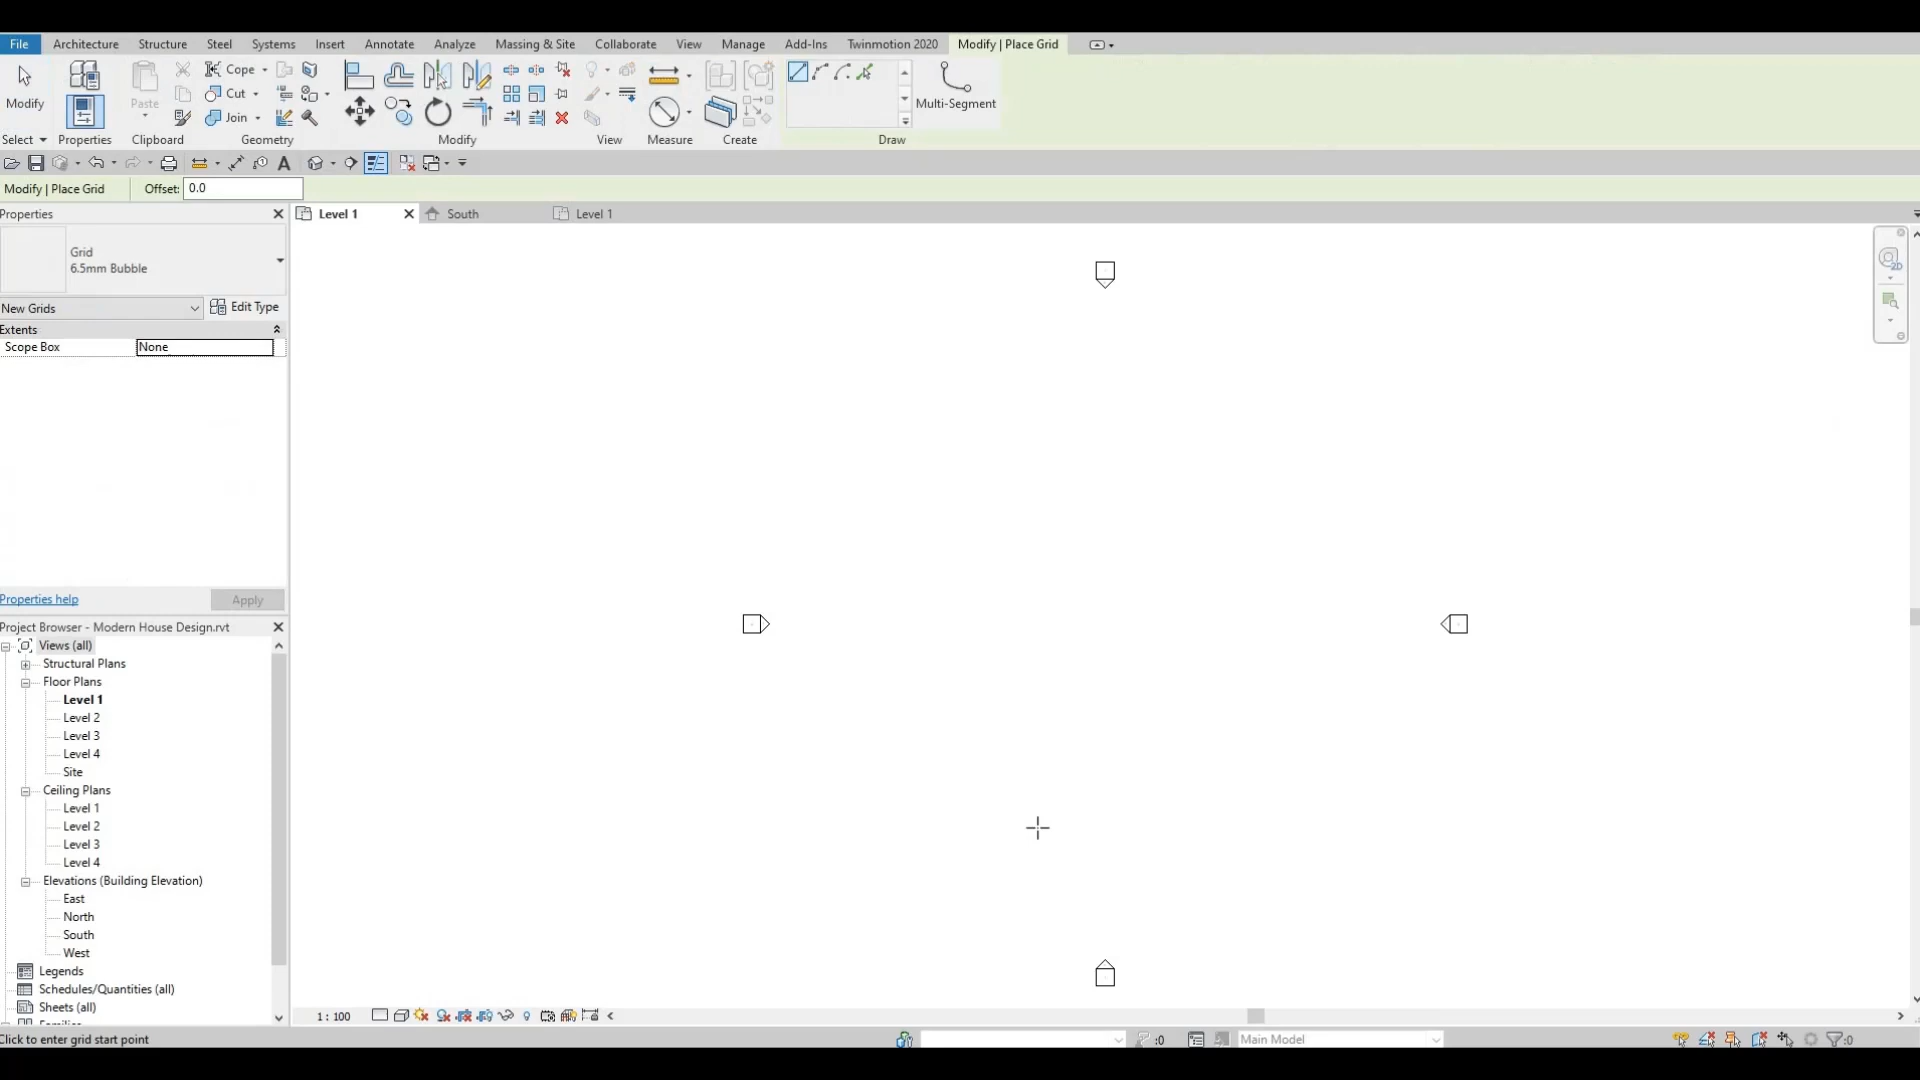 File Architecture Structure Steel Systems Insert Annotate Analyze Massing & Site Collaborate View Manage Add-Ins Twinmotion 2020 Modify | Place Grid
Modify
Paste
Cope
Cut
Join
Multi-Segment
Select Properties Clipboard Geometry Modify View Measure Create Draw
Modify | Place Grid Offset: 0.0
Properties
Level 1 South Level 1
Grid
6.5mm Bubble
2D
New Grids Edit Type
Extents
Scope Box None
Properties help Apply
Project Browser - Modern House Design.rvt
Views (all)
Structural Plans
Floor Plans
Level 1
Level 2
Level 3
Level 4
Site
Ceiling Plans
Level 1
Level 2
Level 3
Level 4
Elevations (Building Elevation)
East
North
South
West
Legends
Schedules/Quantities (all)
Sheets (all)
1 : 100
Click to enter grid start point :0 Main Model :0